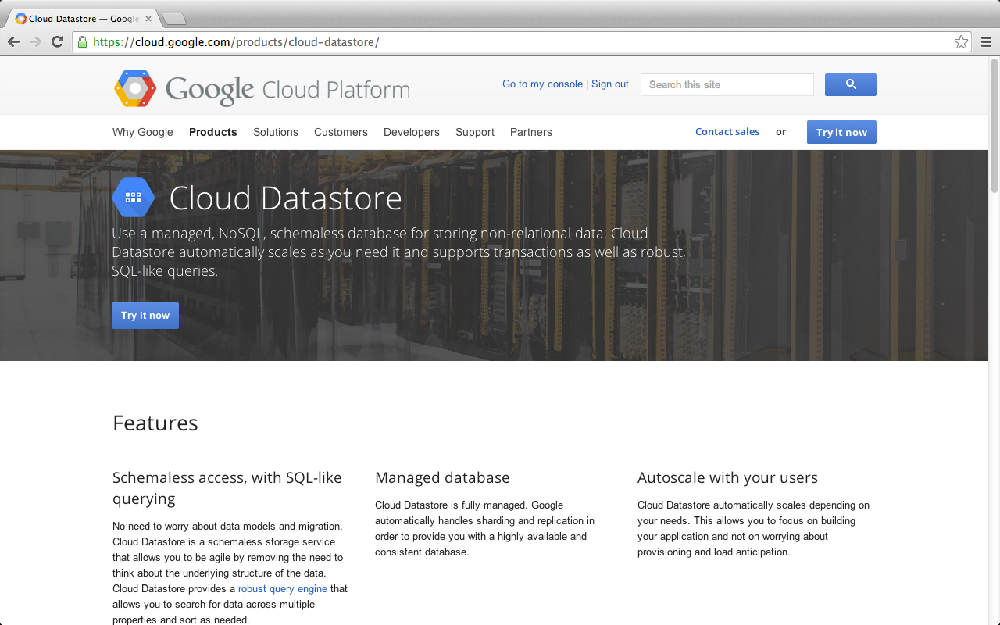 Cloud Datastore — Google
https://cloud.google.com/products/cloud-datastore/
Google Cloud Platform
Go to my console | Sign out
Search this site
Why Google Products Solutions Customers Developers Support Partners
Contact sales or Try it now
Cloud Datastore
Use a managed, NoSQL, schemaless database for storing non-relational data. Cloud
Datastore automatically scales as you need it and supports transactions as well as robust,
SQL-like queries.
Try it now
Features
Schemaless access, with SQL-like
querying
No need to worry about data models and migration.
Cloud Datastore is a schemaless storage service
that allows you to be agile by removing the need to
think about the underlying structure of the data.
Cloud Datastore provides a robust query engine that
allows you to search for data across multiple
properties and sort as needed.
Managed database
Cloud Datastore is fully managed. Google
automatically handles sharding and replication in
order to provide you with a highly available and
consistent database.
Autoscale with your users
Cloud Datastore automatically scales depending on
your needs. This allows you to focus on building
your application and not on worrying about
provisioning and load anticipation.